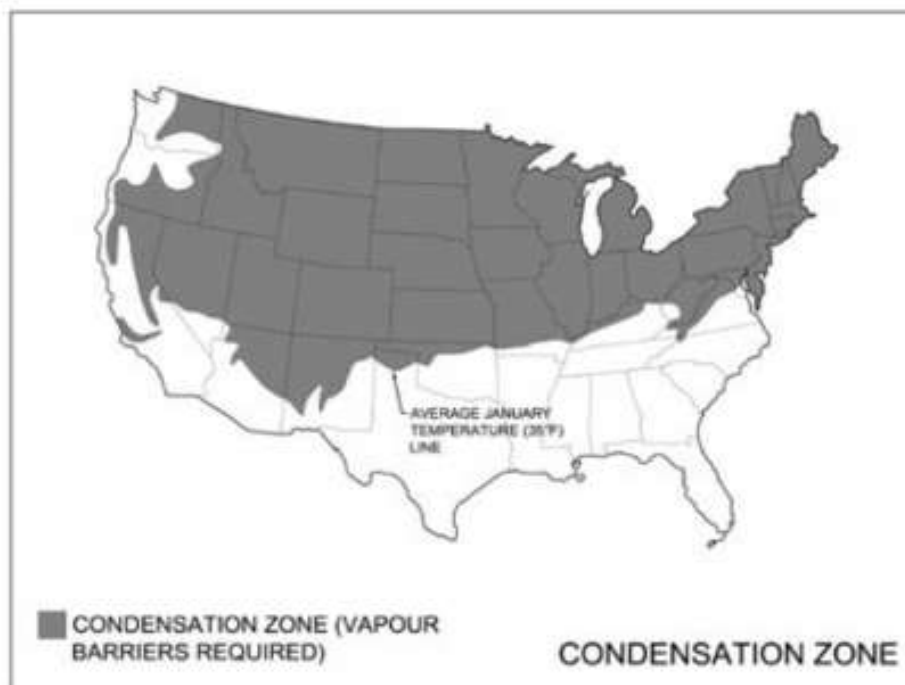 AVERAGE JANUARY
TEMPERATURE (35°F)
LINE
CONDENSATION ZONE (VAPOUR
BARRIERS REQUIRED)
CONDENSATION ZONE